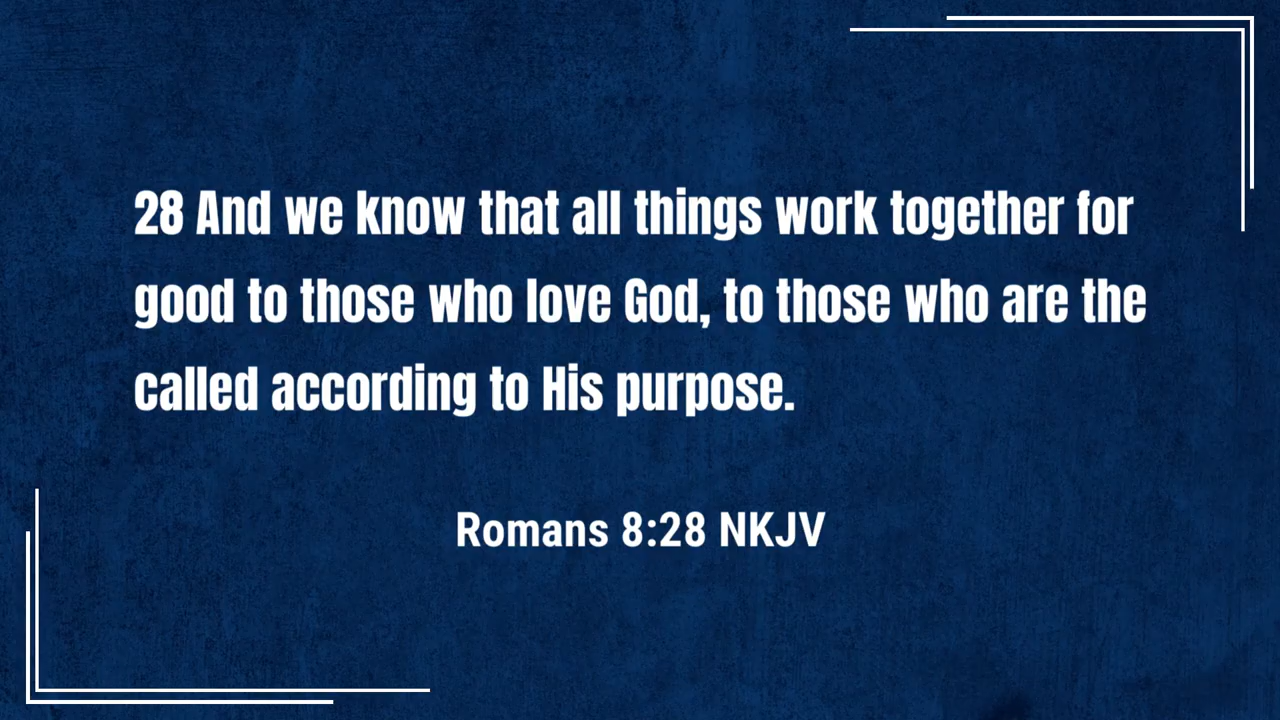 28 And we know that all things work together for
good to those who love God, to those who are the
called according to His purpose.
Romans 8:28 NKJV